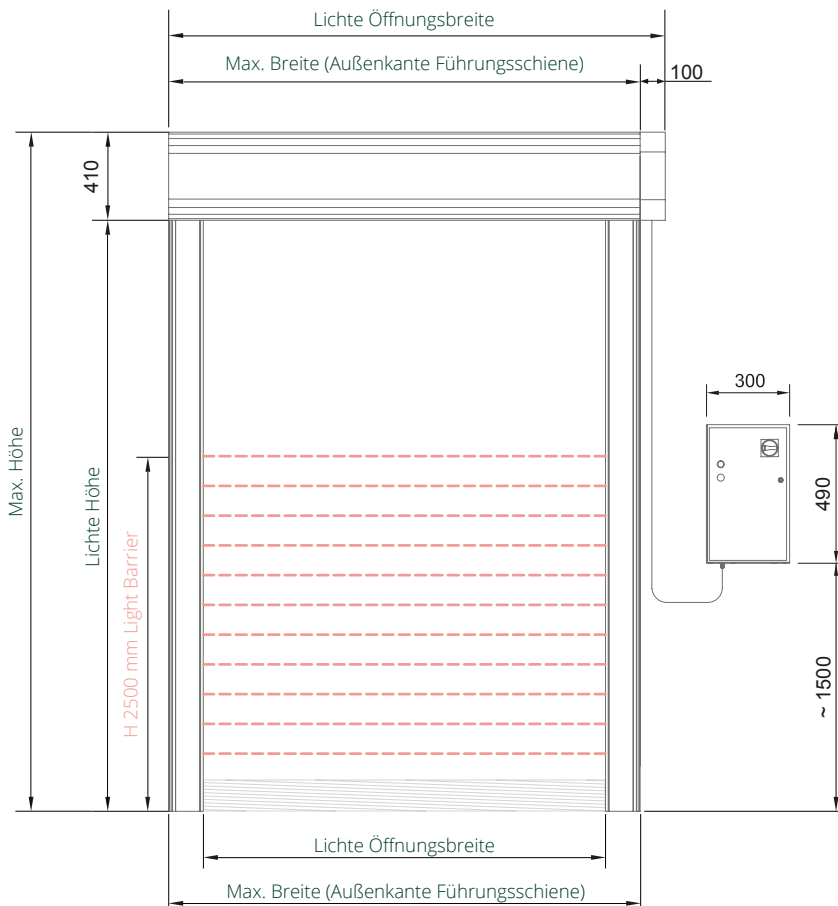 Lichte Öffnungsbreite
Max. Breite (Außenkante Führungsschiene)
100
410
Max. Höhe
Lichte Höhe
H 2500 mm Light Barrier
300
490
~ 1500
Lichte Öffnungsbreite
Max. Breite (Außenkante Führungsschiene)